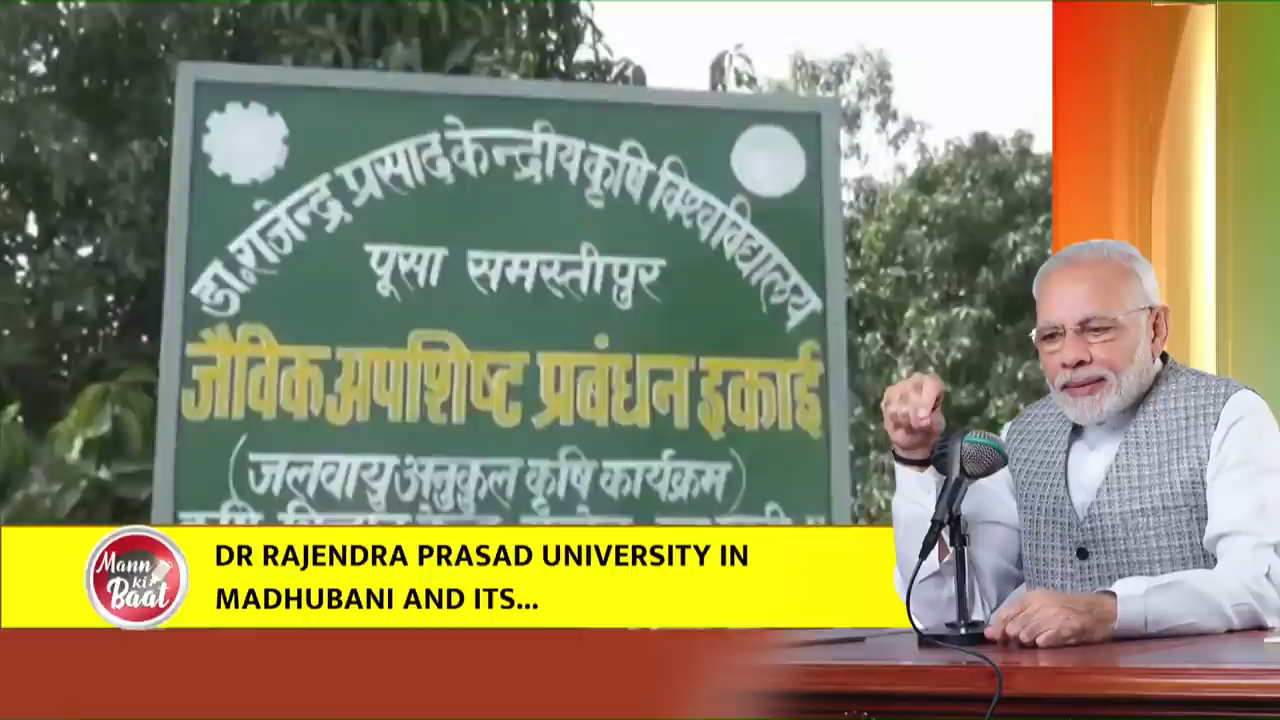 डा. राजेन्द्र प्रसाद केन्द्रीय कृषि विश्वविद्यालय
पूसा समस्तीपुर
जैविक अपशिष्ट प्रबंधन इकाई
(जलवायु अनुकुल कृषि कार्यक्रम)
Mann
ki
Baat
DR RAJENDRA PRASAD UNIVERSITY IN
MADHUBANI AND ITS...